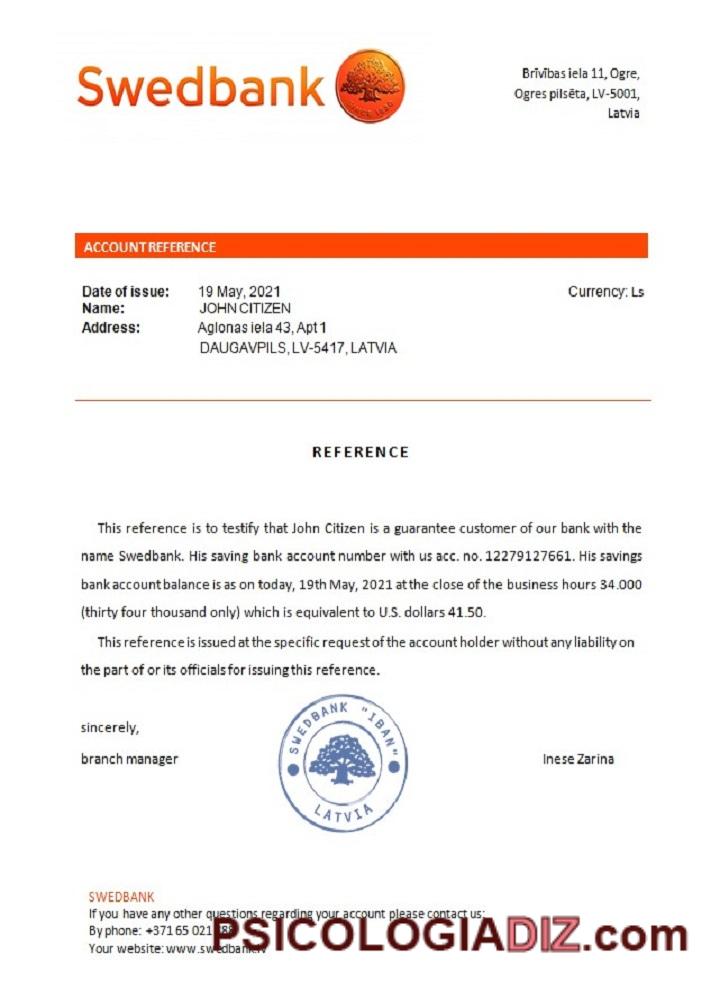 Swedbank
SINCE 1820
Brīvības iela 11, Ogre,
Ogres pilsēta, LV-5001,
Latvia
ACCOUNT REFERENCE
Date of issue: 19 May, 2021 Currency: Ls
Name: JOHN CITIZEN
Address: Aglonas iela 43, Apt 1
DAUGAVPILS, LV-5417, LATVIA
REFERENCE
This reference is to testify that John Citizen is a guarantee customer of our bank with the
name Swedbank. His saving bank account number with us acc. no. 12279127661. His savings
bank account balance is as on today, 19th May, 2021 at the close of the business hours 34.000
(thirty four thousand only) which is equivalent to U.S. dollars 41.50.
This reference is issued at the specific request of the account holder without any liability on
the part of or its officials for issuing this reference.
sincerely,
branch manager Inese Zarina
SWEDBANK "IBAN"
LATVIA
SWEDBANK
If you have any other questions regarding your account please contact us:
By phone: +371 65 021
Your website: www.swedbank.lv
PSICOLOGIADIZ.com